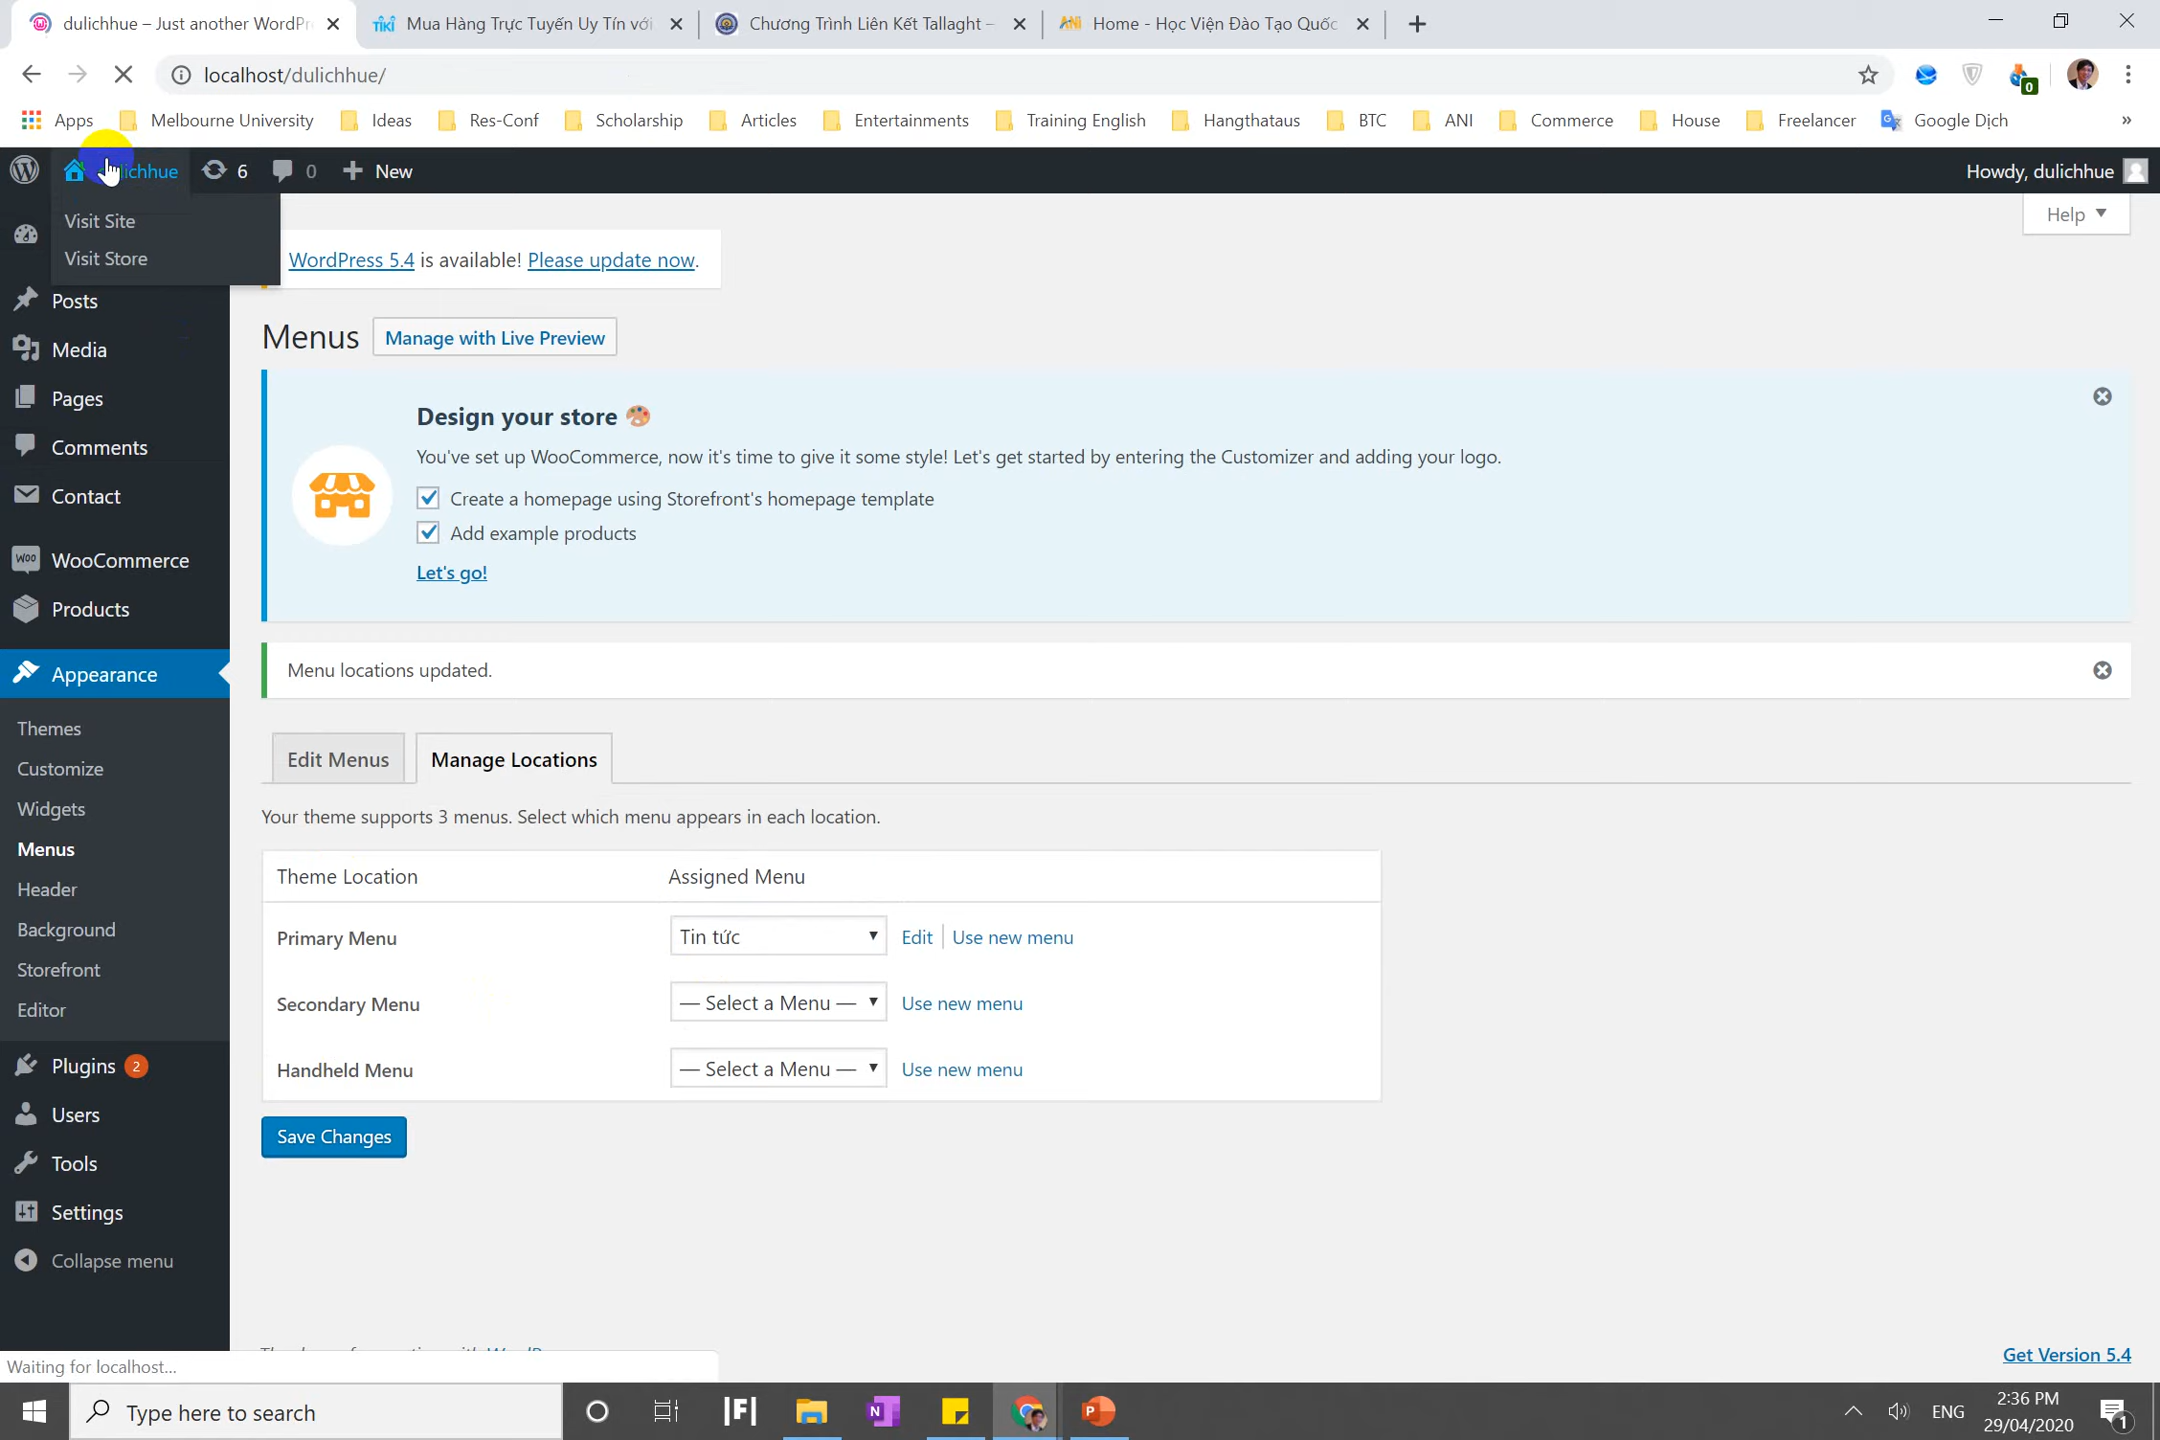 dulichhue – Just another WordPr
Mua Hàng Trực Tuyến Uy Tín với
Chương Trình Liên Kết Tallaght –
Home - Học Viện Đào Tạo Quốc
localhost/dulichhue/
0
Apps
Melbourne University
Ideas
Res-Conf
Scholarship
Articles
Entertainments
Training English
Hangthataus
BTC
ANI
Commerce
House
Freelancer
Google Dịch
»
6
0
New
Howdy, dulichhue
Visit Site
Visit Store
Help
WordPress 5.4 is available! Please update now.
Posts
Media
Pages
Comments
Contact
WooCommerce
Products
Appearance
Themes
Customize
Widgets
Menus
Header
Background
Storefront
Editor
Plugins 2
Users
Tools
Settings
Collapse menu
Menus
Manage with Live Preview
Design your store
You've set up WooCommerce, now it's time to give it some style! Let's get started by entering the Customizer and adding your logo.
Create a homepage using Storefront's homepage template
Add example products
Let's go!
Menu locations updated.
Edit Menus
Manage Locations
Your theme supports 3 menus. Select which menu appears in each location.
Theme Location
Assigned Menu
Primary Menu
Tin tức
Edit
Use new menu
Secondary Menu
— Select a Menu —
Use new menu
Handheld Menu
— Select a Menu —
Use new menu
Save Changes
Get Version 5.4
Waiting for localhost...
Type here to search
ENG
2:36 PM
29/04/2020
1